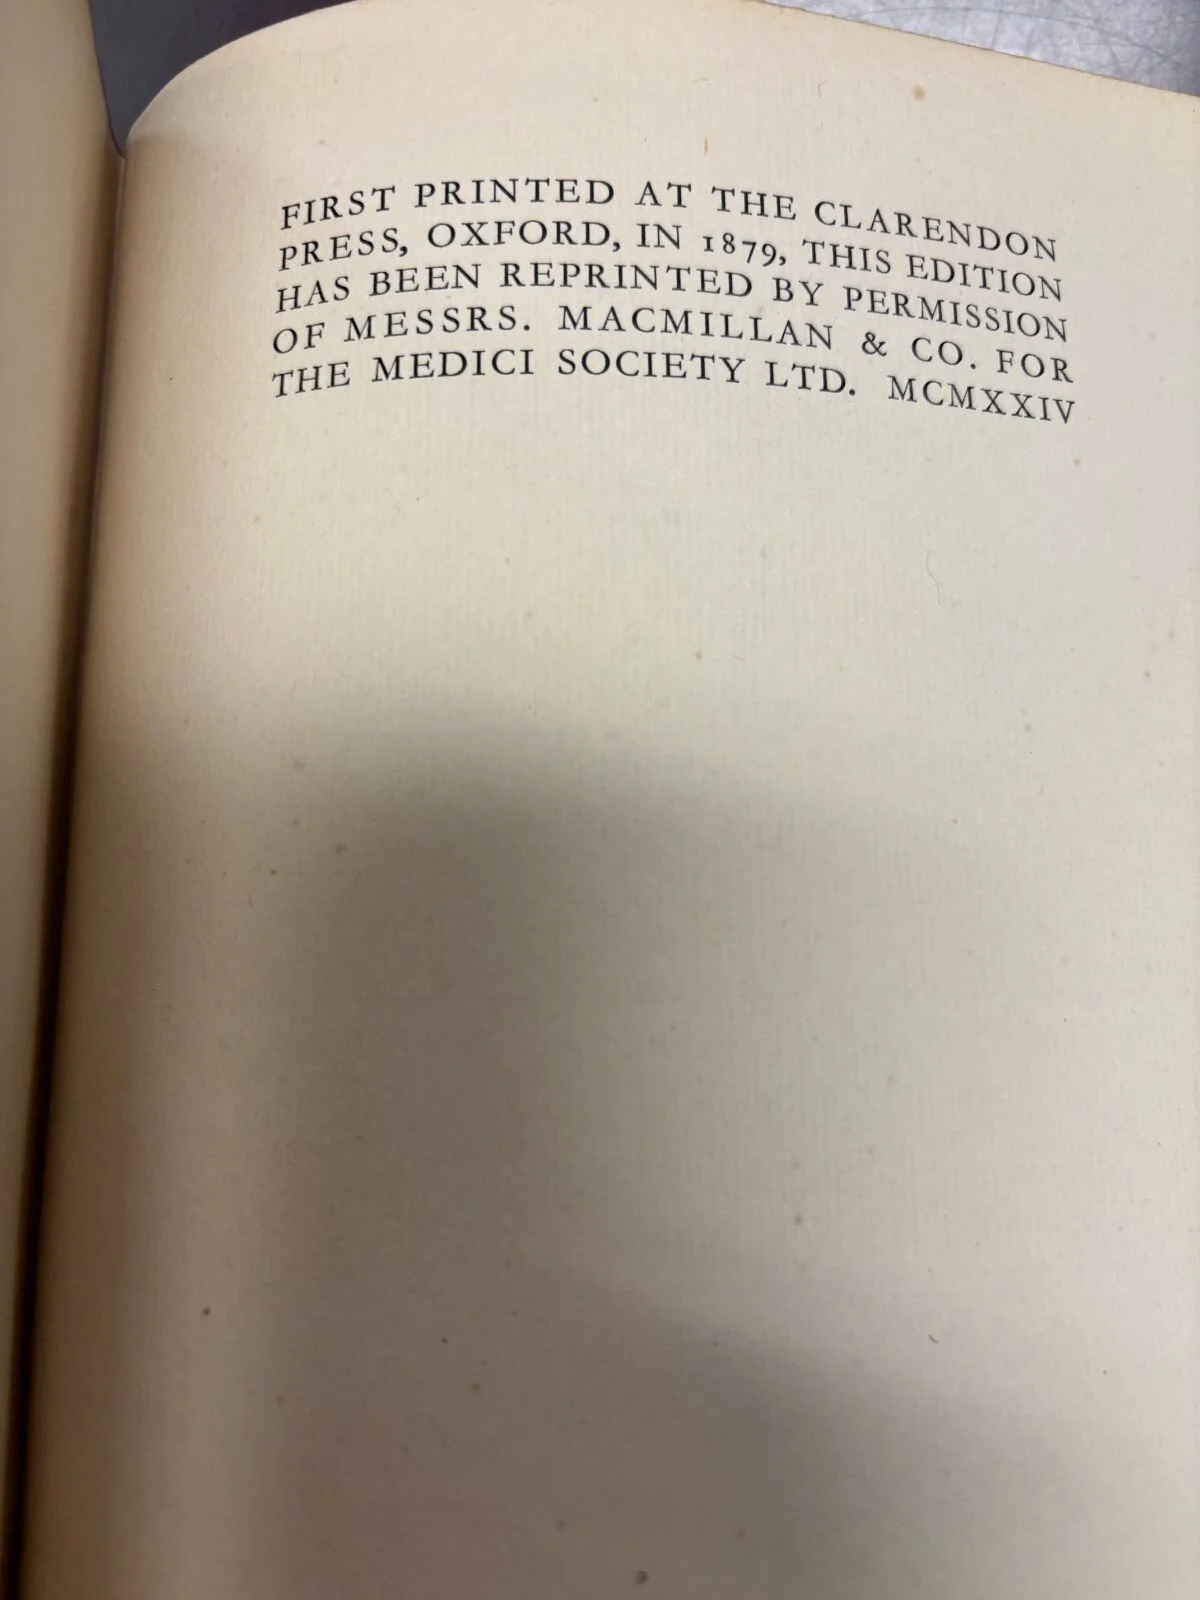 FIRST PRINTED AT THE CLARENDON
PRESS, OXFORD, IN 1879, THIS EDITION
HAS BEEN REPRINTED BY PERMISSION
OF MESSRS. MACMILLAN & CO. FOR
THE MEDICI SOCIETY LTD. MCMXXIV